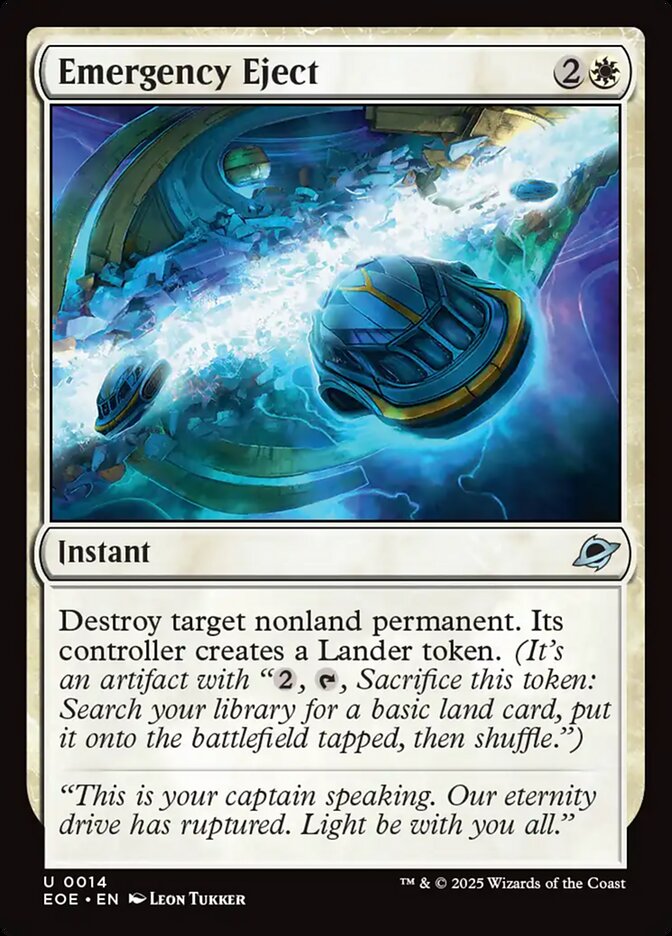 Emergency Eject 2
Instant
Destroy target nonland permanent. Its
controller creates a Lander token. (It's
an artifact with “2, , Sacrifice this token:
Search your library for a basic land card, put
it onto the battlefield tapped, then shuffle.”)
“This is your captain speaking. Our eternity
drive has ruptured. Light be with you all.”
U 0014
EOE • EN LEON TUKKER
™ & © 2025 Wizards of the Coast